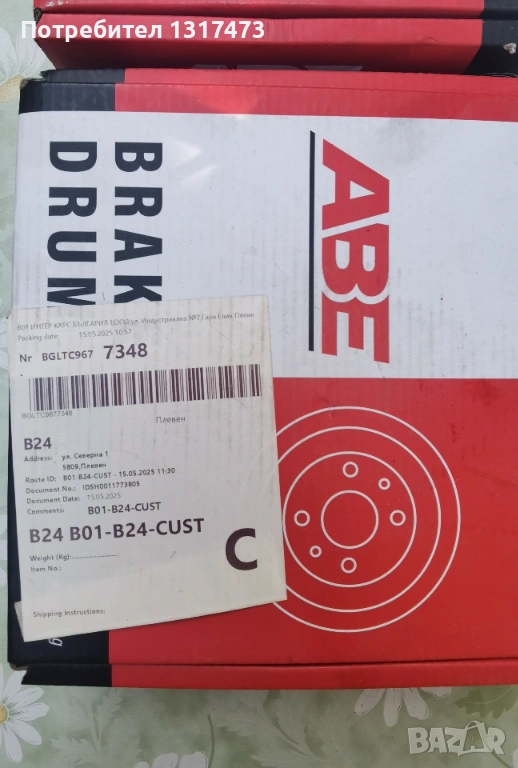 Потребител 1317473
ABE
BRAK
DRUM
B01 ИНТЕР КАРС БЪЛГАРИЯ ЕООД ул. Индустриална №7,Гара Елин Пелин
Packing date: 15.05.2025 10:57
Nr BGLTC967 7348
BGLTC9677348
Плевен
B24
Address: ул. Северна 1
5809,Плевен
Route ID: B01-B24-CUST - 15.05.2025 11:30
Document No.: IDSH0011773805
Document Date: 15.05.2025
Comments: B01-B24-CUST
B24 B01-B24-CUST
C
Weight (Kg):....................
Item No.:
Shipping Instructions:
BAZAR